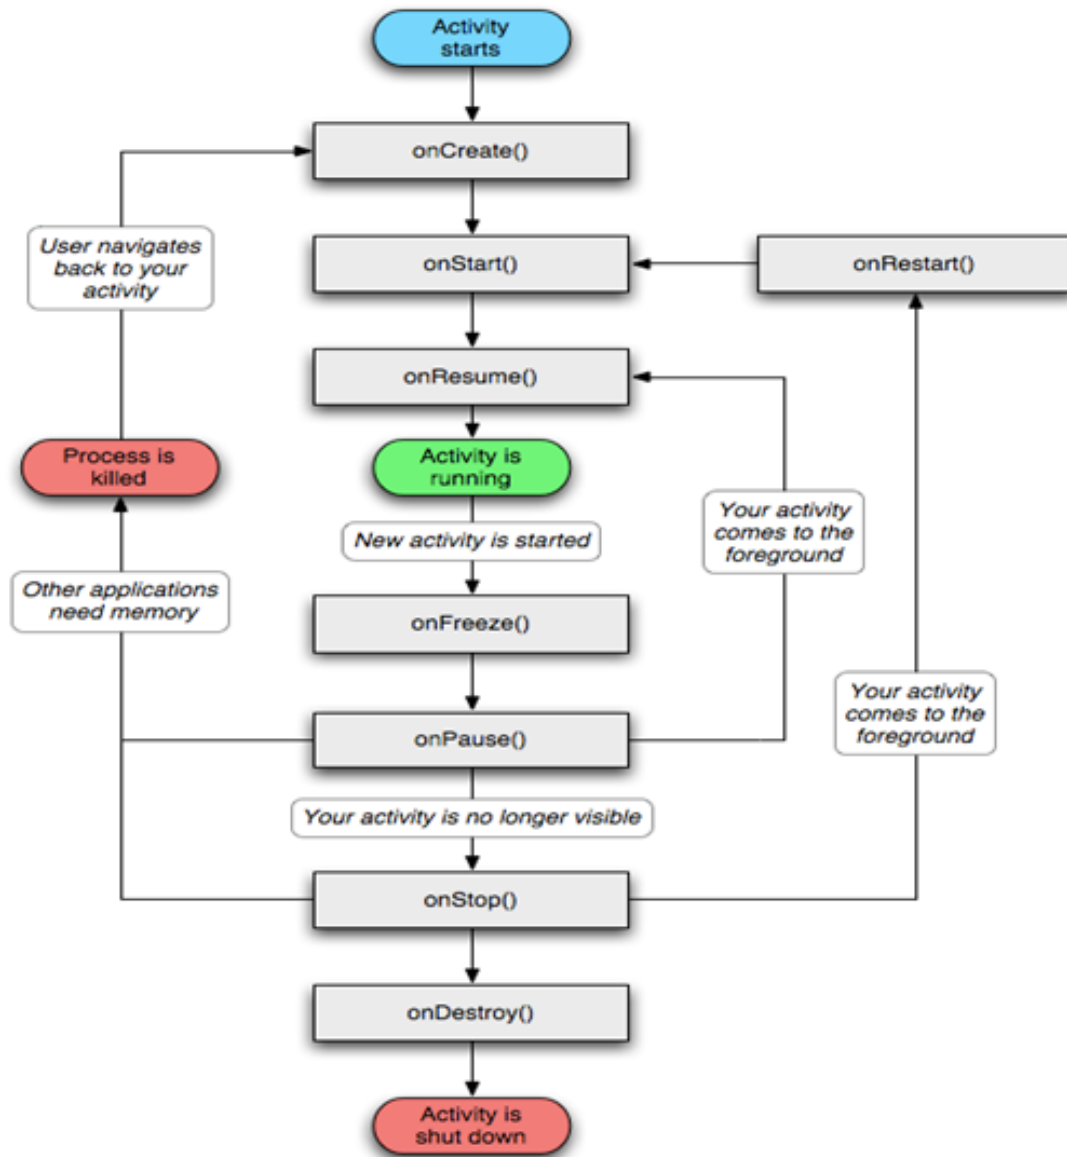 Activity
starts
onCreate()
User navigates
back to your
activity
onStart()
onRestart()
onResume()
Process is
killed
Activity is
running
Your activity
comes to the
foreground
New activity is started
Other applications
need memory
onFreeze()
Your activity
comes to the
foreground
onPause()
Your activity is no longer visible
onStop()
onDestroy()
Activity is
shut down